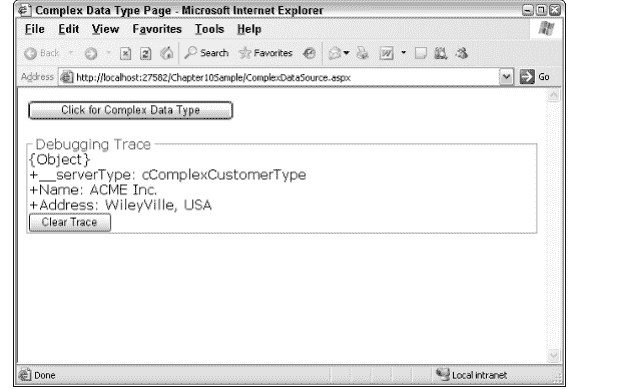 Complex Data Type Page - Microsoft Internet Explorer
File Edit View Favorites Tools Help
Back Search Favorites
Address http://localhost:27582/Chapter10Sample/ComplexDataSource.aspx Go
Click for Complex Data Type
Debugging Trace
{Object}
+__serverType: cComplexCustomerType
+Name: ACME Inc.
+Address: WileyVille, USA
Clear Trace
Done Local intranet